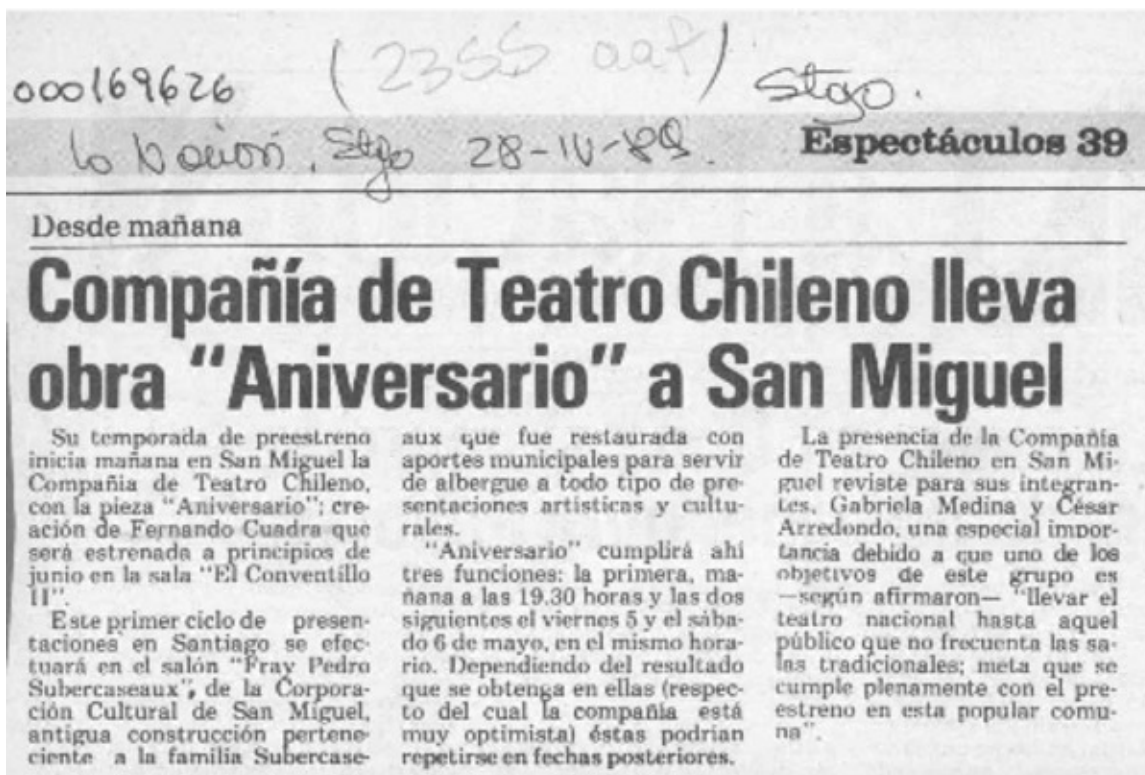 000169626 (2355 aaf) Stgo.
La Nación, Stgo 28-IV-89. Espectáculos 39
Desde mañana
Compañía de Teatro Chileno lleva
obra "Aniversario" a San Miguel
Su temporada de preestreno
inicia mañana en San Miguel la
Compañía de Teatro Chileno,
con la pieza "Aniversario"; cre-
ación de Fernando Cuadra que
será estrenada a principios de
junio en la sala "El Conventillo
II".
Este primer ciclo de presen-
taciones en Santiago se efec-
tuará en el salón "Fray Pedro
Subercaseaux", de la Corpora-
ción Cultural de San Miguel,
antigua construcción pertene-
ciente a la familia Subercase-
aux que fue restaurada con
aportes municipales para servir
de albergue a todo tipo de pre-
sentaciones artísticas y cultu-
rales.
"Aniversario" cumplirá ahí
tres funciones: la primera, ma-
ñana a las 19.30 horas y las dos
siguientes el viernes 5 y el sába-
do 6 de mayo, en el mismo hora-
rio. Dependiendo del resultado
que se obtenga en ellas (respec-
to del cual la compañía está
muy optimista) éstas podrían
repetirse en fechas posteriores.
La presencia de la Compañía
de Teatro Chileno en San Mi-
guel reviste para sus integran-
tes, Gabriela Medina y César
Arredondo, una especial impor-
tancia debido a que uno de los
objetivos de este grupo es
—según afirmaron— "llevar el
teatro nacional hasta aquel
público que no frecuenta las sa-
las tradicionales; meta que se
cumple plenamente con el pre-
estreno en esta popular comu-
na".